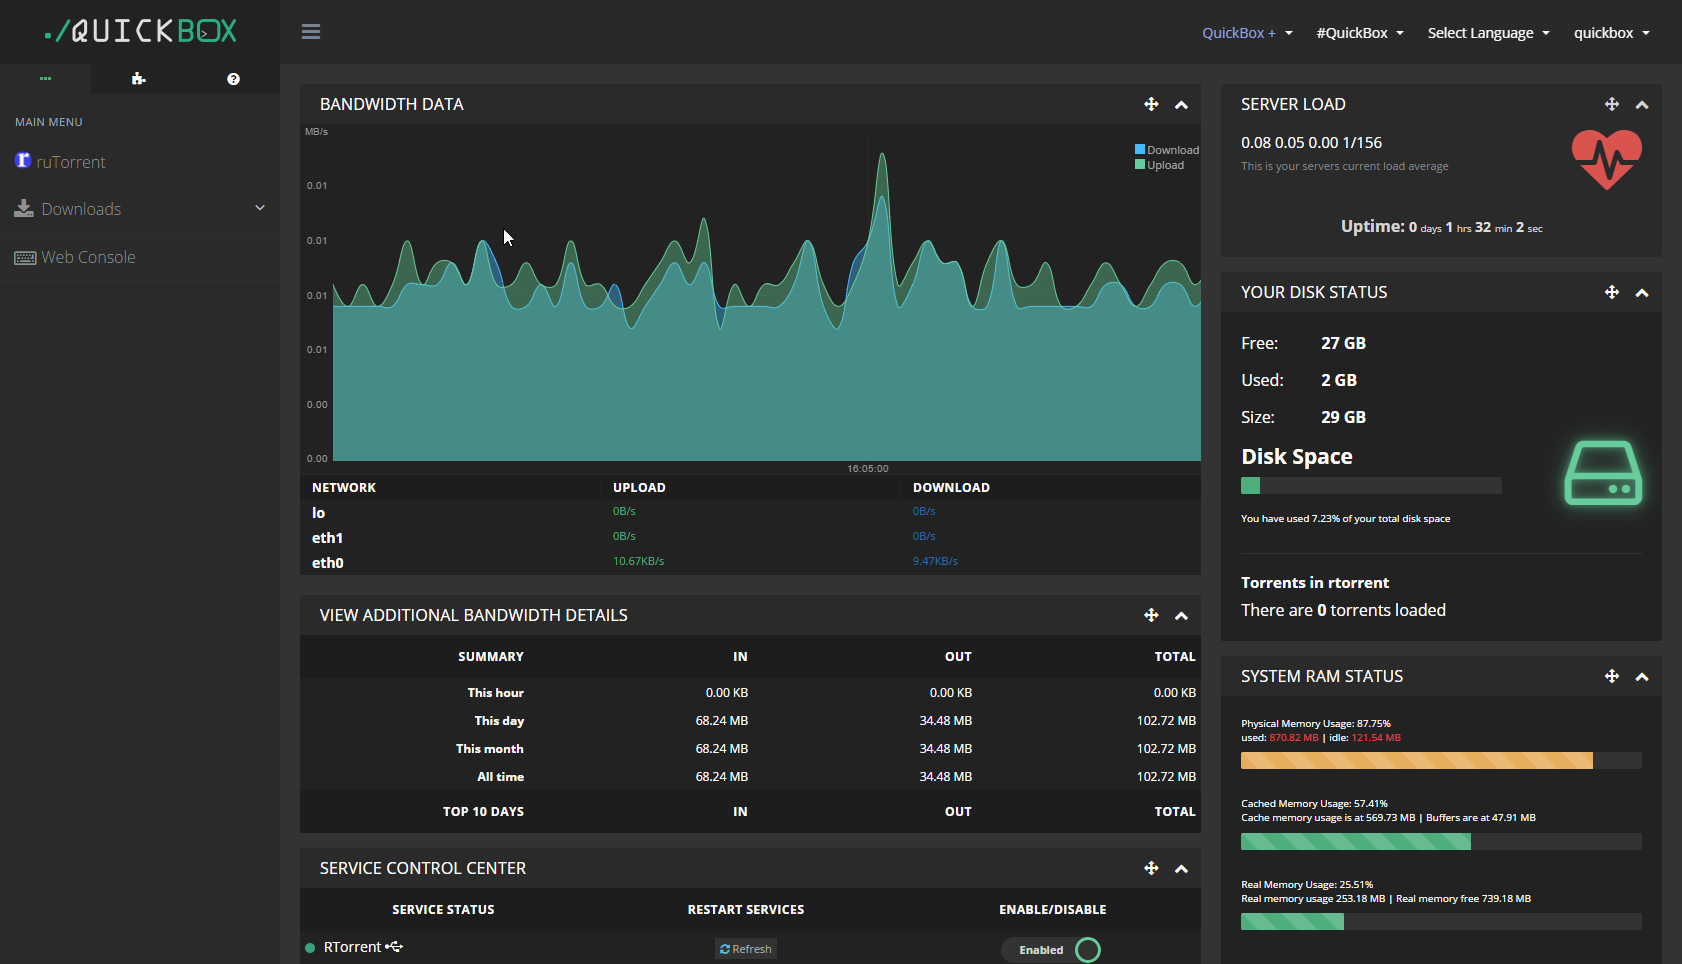 ./QUICKBOX
QuickBox +
#QuickBox
Select Language
quickbox
MAIN MENU
ruTorrent
Downloads
Web Console
BANDWIDTH DATA
MB/s
Download
Upload
0.01
0.01
0.01
0.01
0.00
0.00
16:05:00
NETWORK UPLOAD DOWNLOAD
lo 0B/s 0B/s
eth1 0B/s 0B/s
eth0 10.67KB/s 9.47KB/s
VIEW ADDITIONAL BANDWIDTH DETAILS
SUMMARY IN OUT TOTAL
This hour 0.00 KB 0.00 KB 0.00 KB
This day 68.24 MB 34.48 MB 102.72 MB
This month 68.24 MB 34.48 MB 102.72 MB
All time 68.24 MB 34.48 MB 102.72 MB
TOP 10 DAYS IN OUT TOTAL
SERVICE CONTROL CENTER
SERVICE STATUS RESTART SERVICES ENABLE/DISABLE
RTorrent Refresh Enabled
SERVER LOAD
0.08 0.05 0.00 1/156
This is your servers current load average
Uptime: 0 days 1 hrs 32 min 2 sec
YOUR DISK STATUS
Free: 27 GB
Used: 2 GB
Size: 29 GB
Disk Space
You have used 7.23% of your total disk space
Torrents in rtorrent
There are 0 torrents loaded
SYSTEM RAM STATUS
Physical Memory Usage: 87.75%
used: 870.82 MB | idle: 121.54 MB
Cached Memory Usage: 57.41%
Cache memory usage is at 569.73 MB | Buffers are at 47.91 MB
Real Memory Usage: 25.51%
Real memory usage 253.18 MB | Real memory free 739.18 MB